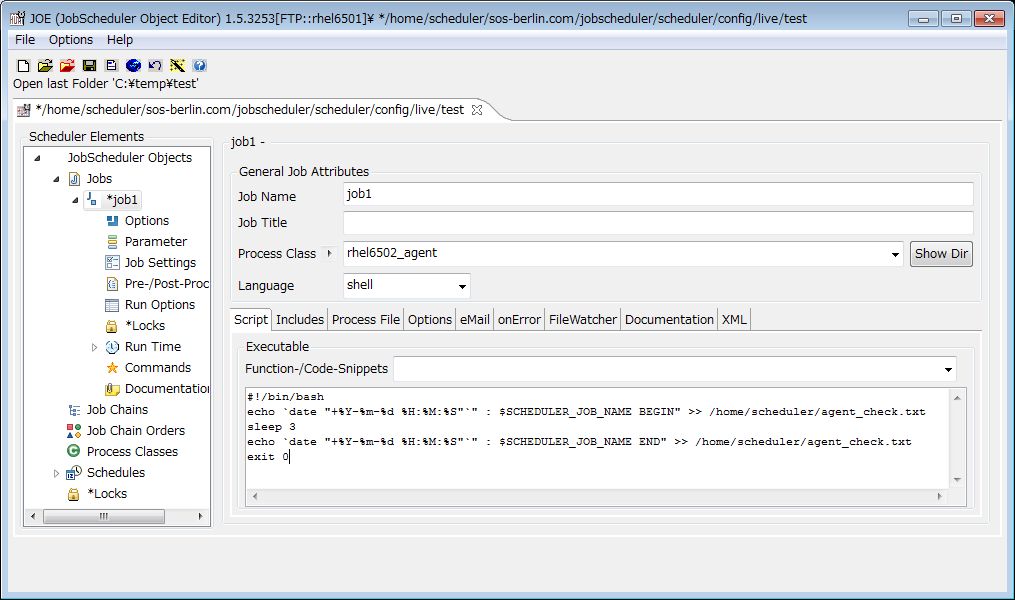 JOE (JobScheduler Object Editor) 1.5.3253[FTP::rhel6501]¥ */home/scheduler/sos-berlin.com/jobscheduler/scheduler/config/live/test
File Options Help
Open last Folder 'C:¥temp¥test'
*/home/scheduler/sos-berlin.com/jobscheduler/scheduler/config/live/test
Scheduler Elements
JobScheduler Objects
Jobs
*job1
Options
Parameter
Job Settings
Pre-/Post-Proc
Run Options
*Locks
Run Time
Commands
Documentation
Job Chains
Job Chain Orders
Process Classes
Schedules
*Locks
job1 -
General Job Attributes
Job Name job1
Job Title
Process Class rhel6502_agent Show Dir
Language shell
Script Includes Process File Options eMail onError FileWatcher Documentation XML
Executable
Function-/Code-Snippets
#!/bin/bash
echo `date "+%Y-%m-%d %H:%M:%S"`" : $SCHEDULER_JOB_NAME BEGIN" >> /home/scheduler/agent_check.txt
sleep 3
echo `date "+%Y-%m-%d %H:%M:%S"`" : $SCHEDULER_JOB_NAME END" >> /home/scheduler/agent_check.txt
exit 0